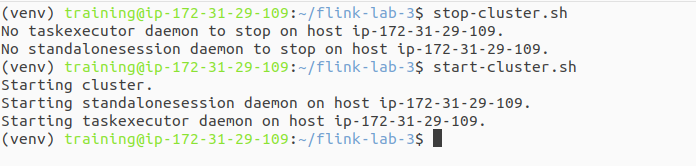 (venv) training@ip-172-31-29-109:~/flink-lab-3$ stop-cluster.sh
No taskexecutor daemon to stop on host ip-172-31-29-109.
No standalonesession daemon to stop on host ip-172-31-29-109.
(venv) training@ip-172-31-29-109:~/flink-lab-3$ start-cluster.sh
Starting cluster.
Starting standalonesession daemon on host ip-172-31-29-109.
Starting taskexecutor daemon on host ip-172-31-29-109.
(venv) training@ip-172-31-29-109:~/flink-lab-3$